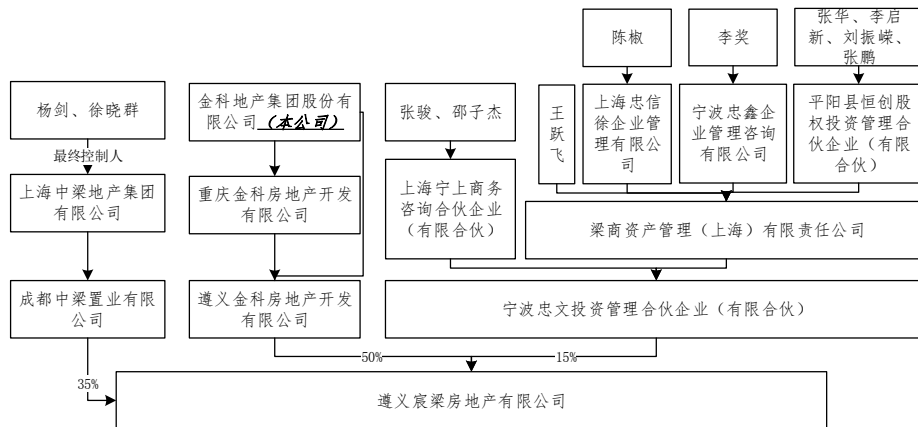 陈椒
李奖
张华、李启
新、刘振嵘、
张鹏
杨剑、徐晓群
金科地产集团股份有
限公司（本公司）
张骏、邵子杰
王
跃
飞
上海忠信
徐企业管
理有限公
司
宁波忠鑫企
业管理咨询
有限公司
平阳县恒创股
权投资管理合
伙企业（有限
合伙）
最终控制人
上海中梁地产集团
有限公司
重庆金科房地产开发
有限公司
上海宁上商务
咨询合伙企业
（有限合伙）
梁商资产管理（上海）有限责任公司
成都中梁置业有限
公司
遵义金科房地产开发
有限公司
宁波忠文投资管理合伙企业（有限合伙）
50%
15%
35%
遵义宸梁房地产有限公司